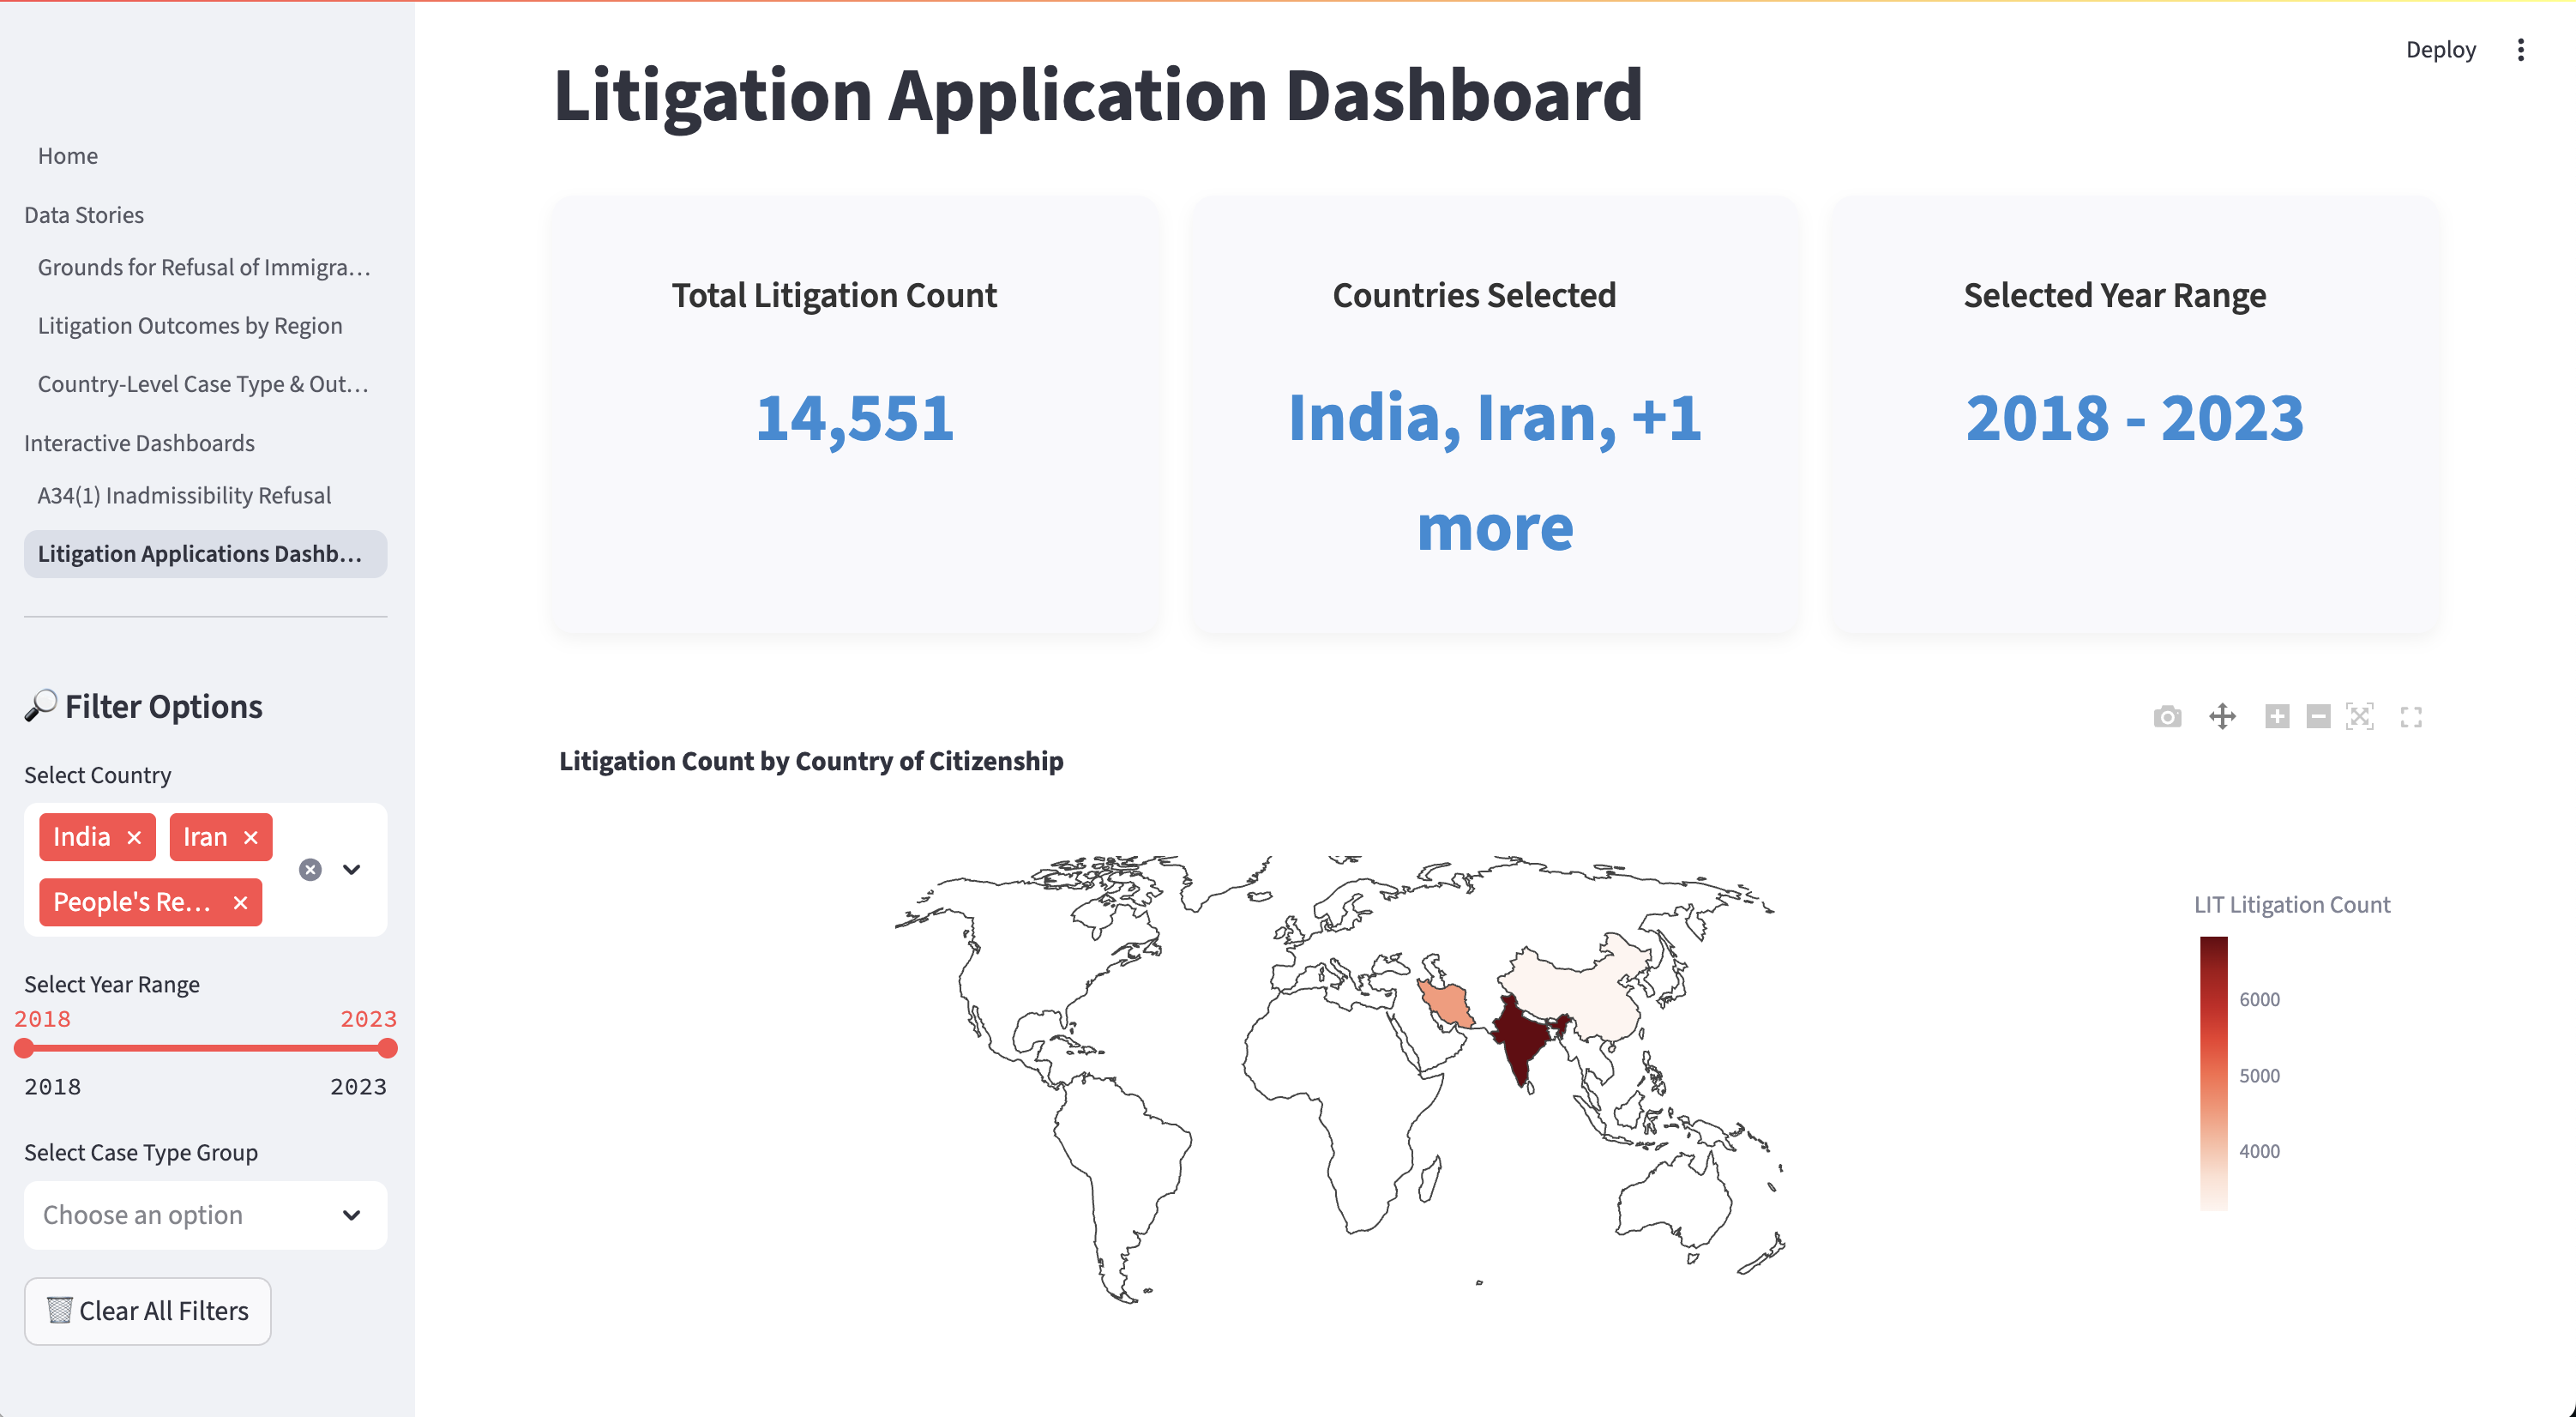 Deploy
Home
Data Stories
Grounds for Refusal of Immigra...
Litigation Outcomes by Region
Country-Level Case Type & Out...
Interactive Dashboards
A34(1) Inadmissibility Refusal
Litigation Applications Dashb...
Filter Options
Select Country
India
Iran
People's Re...
Select Year Range
2018 2023
2018 2023
Select Case Type Group
Choose an option
Clear All Filters
Litigation Application Dashboard
Total Litigation Count
14,551
Countries Selected
India, Iran, +1
more
Selected Year Range
2018 - 2023
Litigation Count by Country of Citizenship
LIT Litigation Count
6000
5000
4000